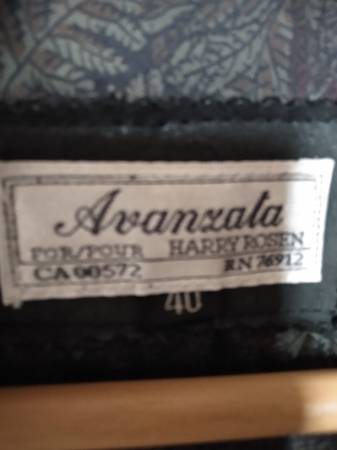 Avanzata
FOR/POUR HARRY ROSEN
CA 00572 RN 76912
40